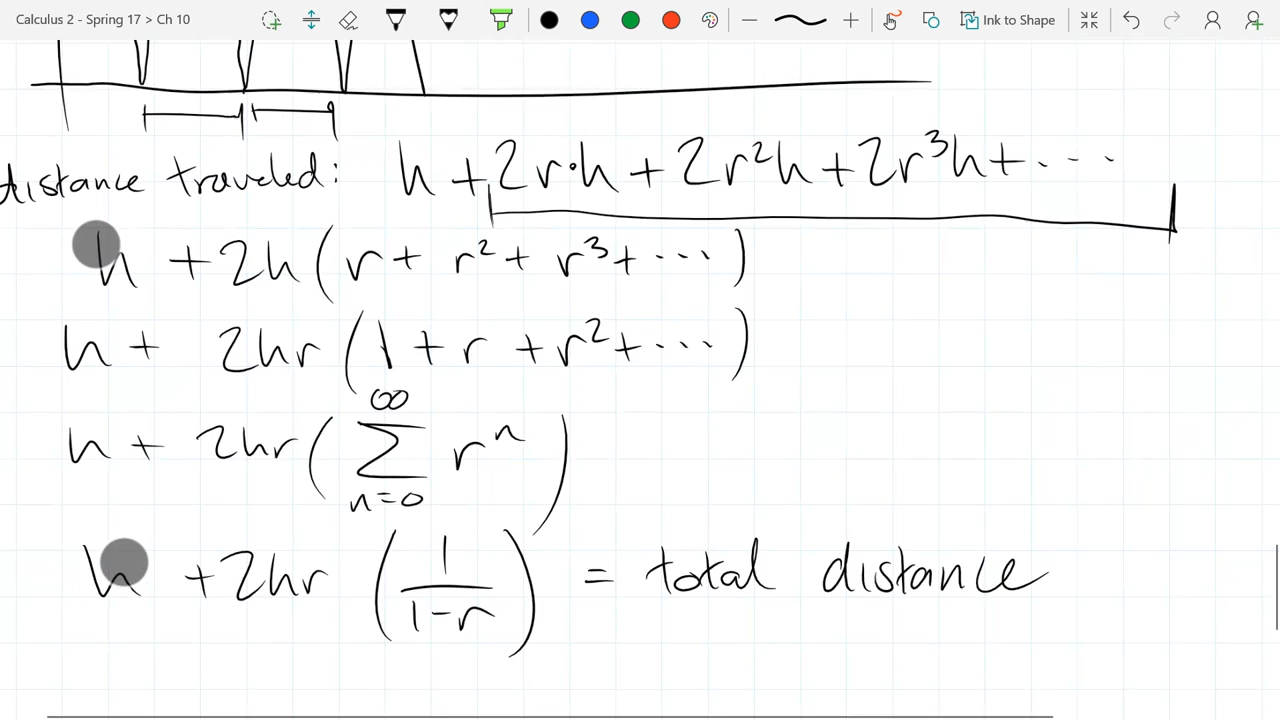 Calculus 2 - Spring 17 > Ch 10
Ink to Shape
distance traveled: h + 2r·h + 2r²h + 2r³h + ···
h + 2h(r + r² + r³ + ···)
h + 2hr(1 + r + r² + ···)
h + 2hr(∑_{n=0}^{∞} rⁿ)
h + 2hr(1/(1-r)) = total distance